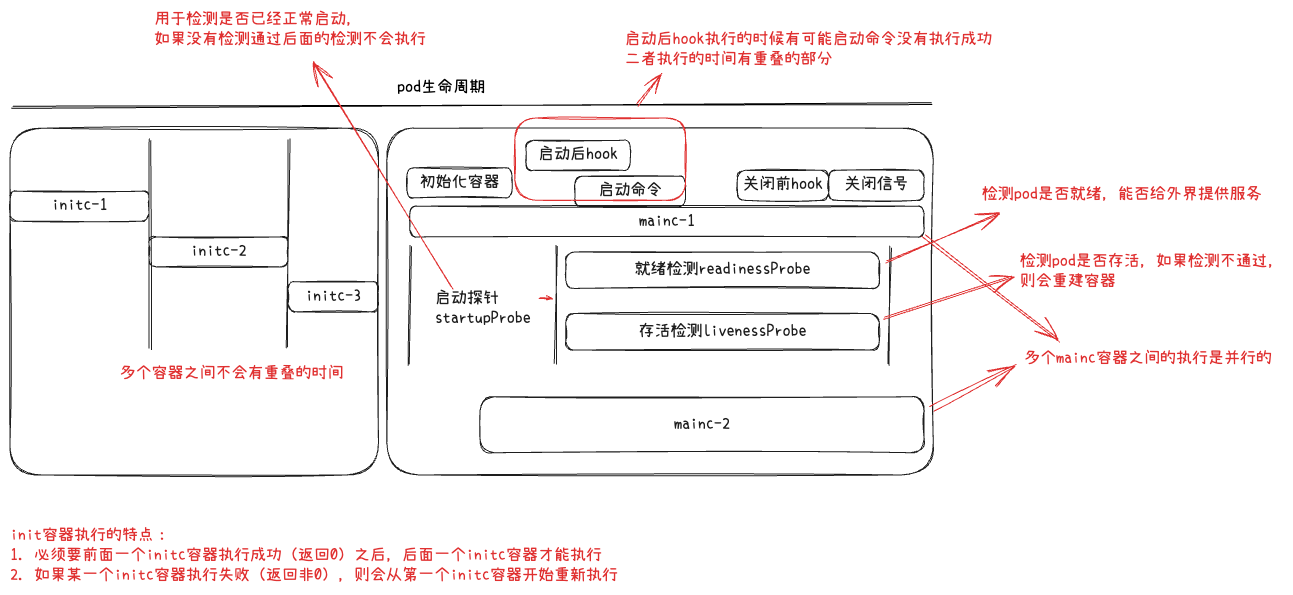 用于检测是否已经正常启动,
如果没有检测通过后面的检测不会执行
启动后hook执行的时候有可能启动命令没有执行成功
二者执行的时间有重叠的部分
pod生命周期
启动后hook
初始化容器
启动命令
关闭前hook
关闭信号
initc-1
mainc-1
检测pod是否就绪, 能否给外界提供服务
initc-2
就绪检测readinessProbe
检测pod是否存活, 如果检测不通过,
则会重建容器
initc-3
启动探针
startupProbe
存活检测livenessProbe
多个容器之间不会有重叠的时间
多个mainc容器之间的执行是并行的
mainc-2
init容器执行的特点：
1. 必须要前面一个initc容器执行成功（返回0）之后, 后面一个initc容器才能执行
2. 如果某一个initc容器执行失败（返回非0）, 则会从第一个initc容器开始重新执行